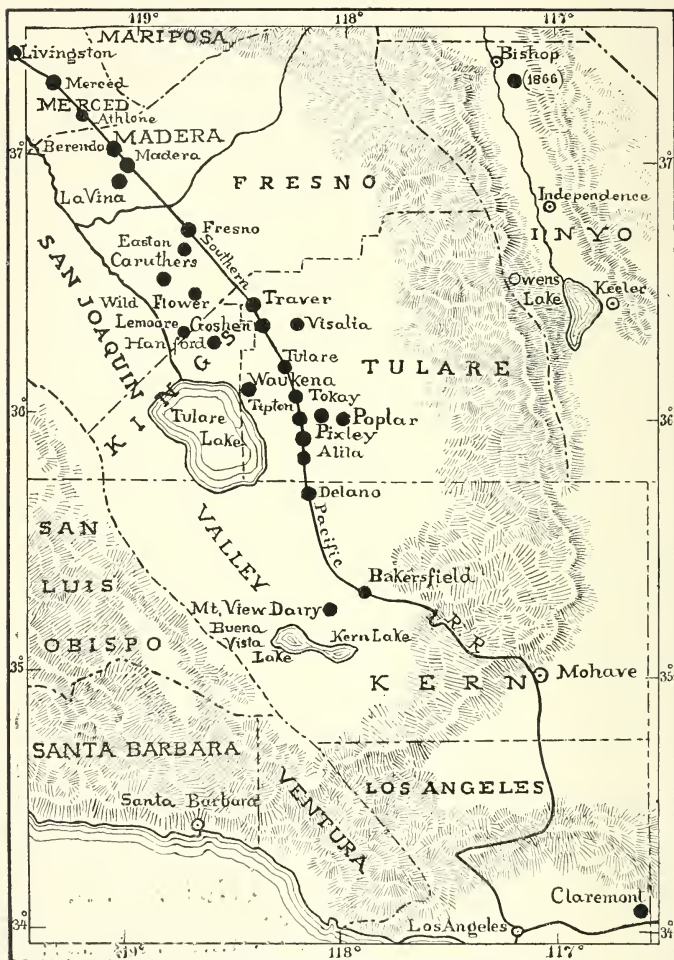 119°
118°
117°
MARIPOSA
Livingston
Bishop
Merced
(1866)
MERCED
Athlone
MADERA
Berendo
Madera
37°
37°
La Vina
FRESNO
Independence
Fresno
INYO
SAN JOAQUIN
Easton
Southern
Caruthers
Owens
Lake
Keeler
Wild Flower
Traver
Lemoore
Goshen
Visalia
Hanford
KINGS
Tulare
TULARE
Waukena
Tokay
36°
36°
Tipton
Poplar
Tulare
Lake
Pixley
Alila
Delano
VALLEY
Pacific
SAN
LUIS
OBISPO
Bakersfield
Mt. View Dairy
R R
Buena
Vista
Lake
Kern Lake
35°
35°
KERN
Mohave
SANTA BARBARA
VENTURA
LOS ANGELES
Santa Barbara
Claremont
34°
34°
Los Angeles
119°
118°
117°